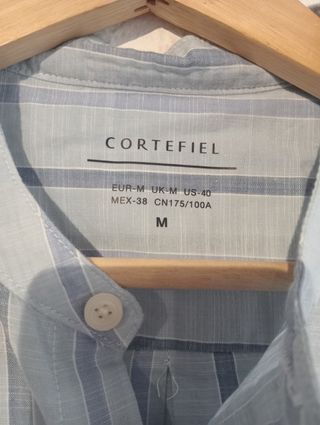 CORTEFIEL
EUR-M UK-M US-40
MEX-38 CN175/100A
M